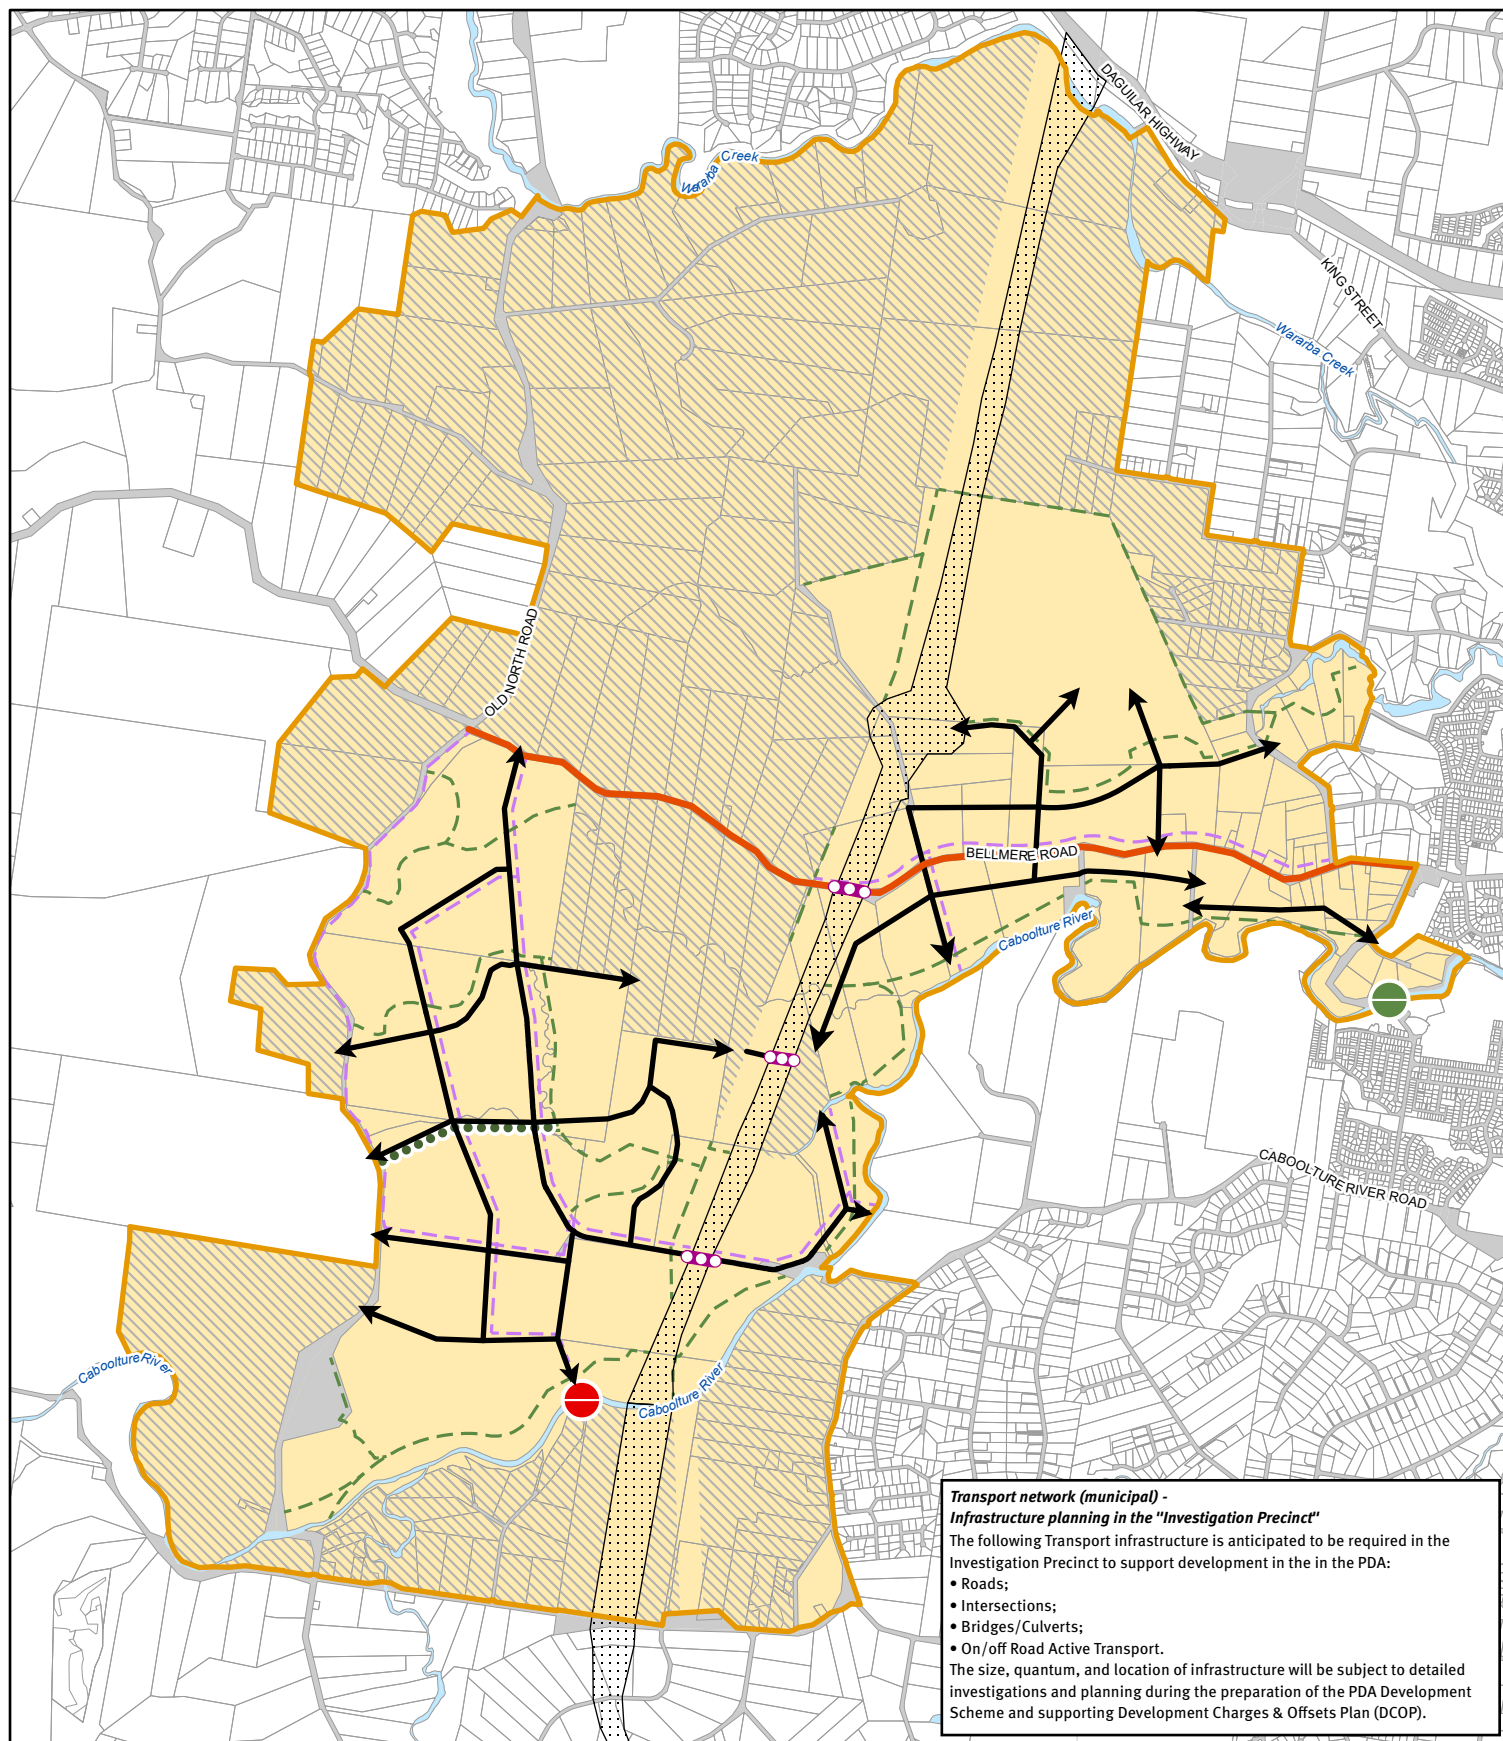 DAGUILAR HIGHWAY
Wararba Creek
KING STREET
Wararba Creek
OLD NORTH ROAD
BELLMERE ROAD
Caboolture River
CABOOLTURE RIVER ROAD
Caboolture River
Caboolture River
Transport network (municipal) -
Infrastructure planning in the "Investigation Precinct"
The following Transport infrastructure is anticipated to be required in the
Investigation Precinct to support development in the in the PDA:
• Roads;
• Intersections;
• Bridges/Culverts;
• On/off Road Active Transport.
The size, quantum, and location of infrastructure will be subject to detailed
investigations and planning during the preparation of the PDA Development
Scheme and supporting Development Charges & Offsets Plan (DCOP).